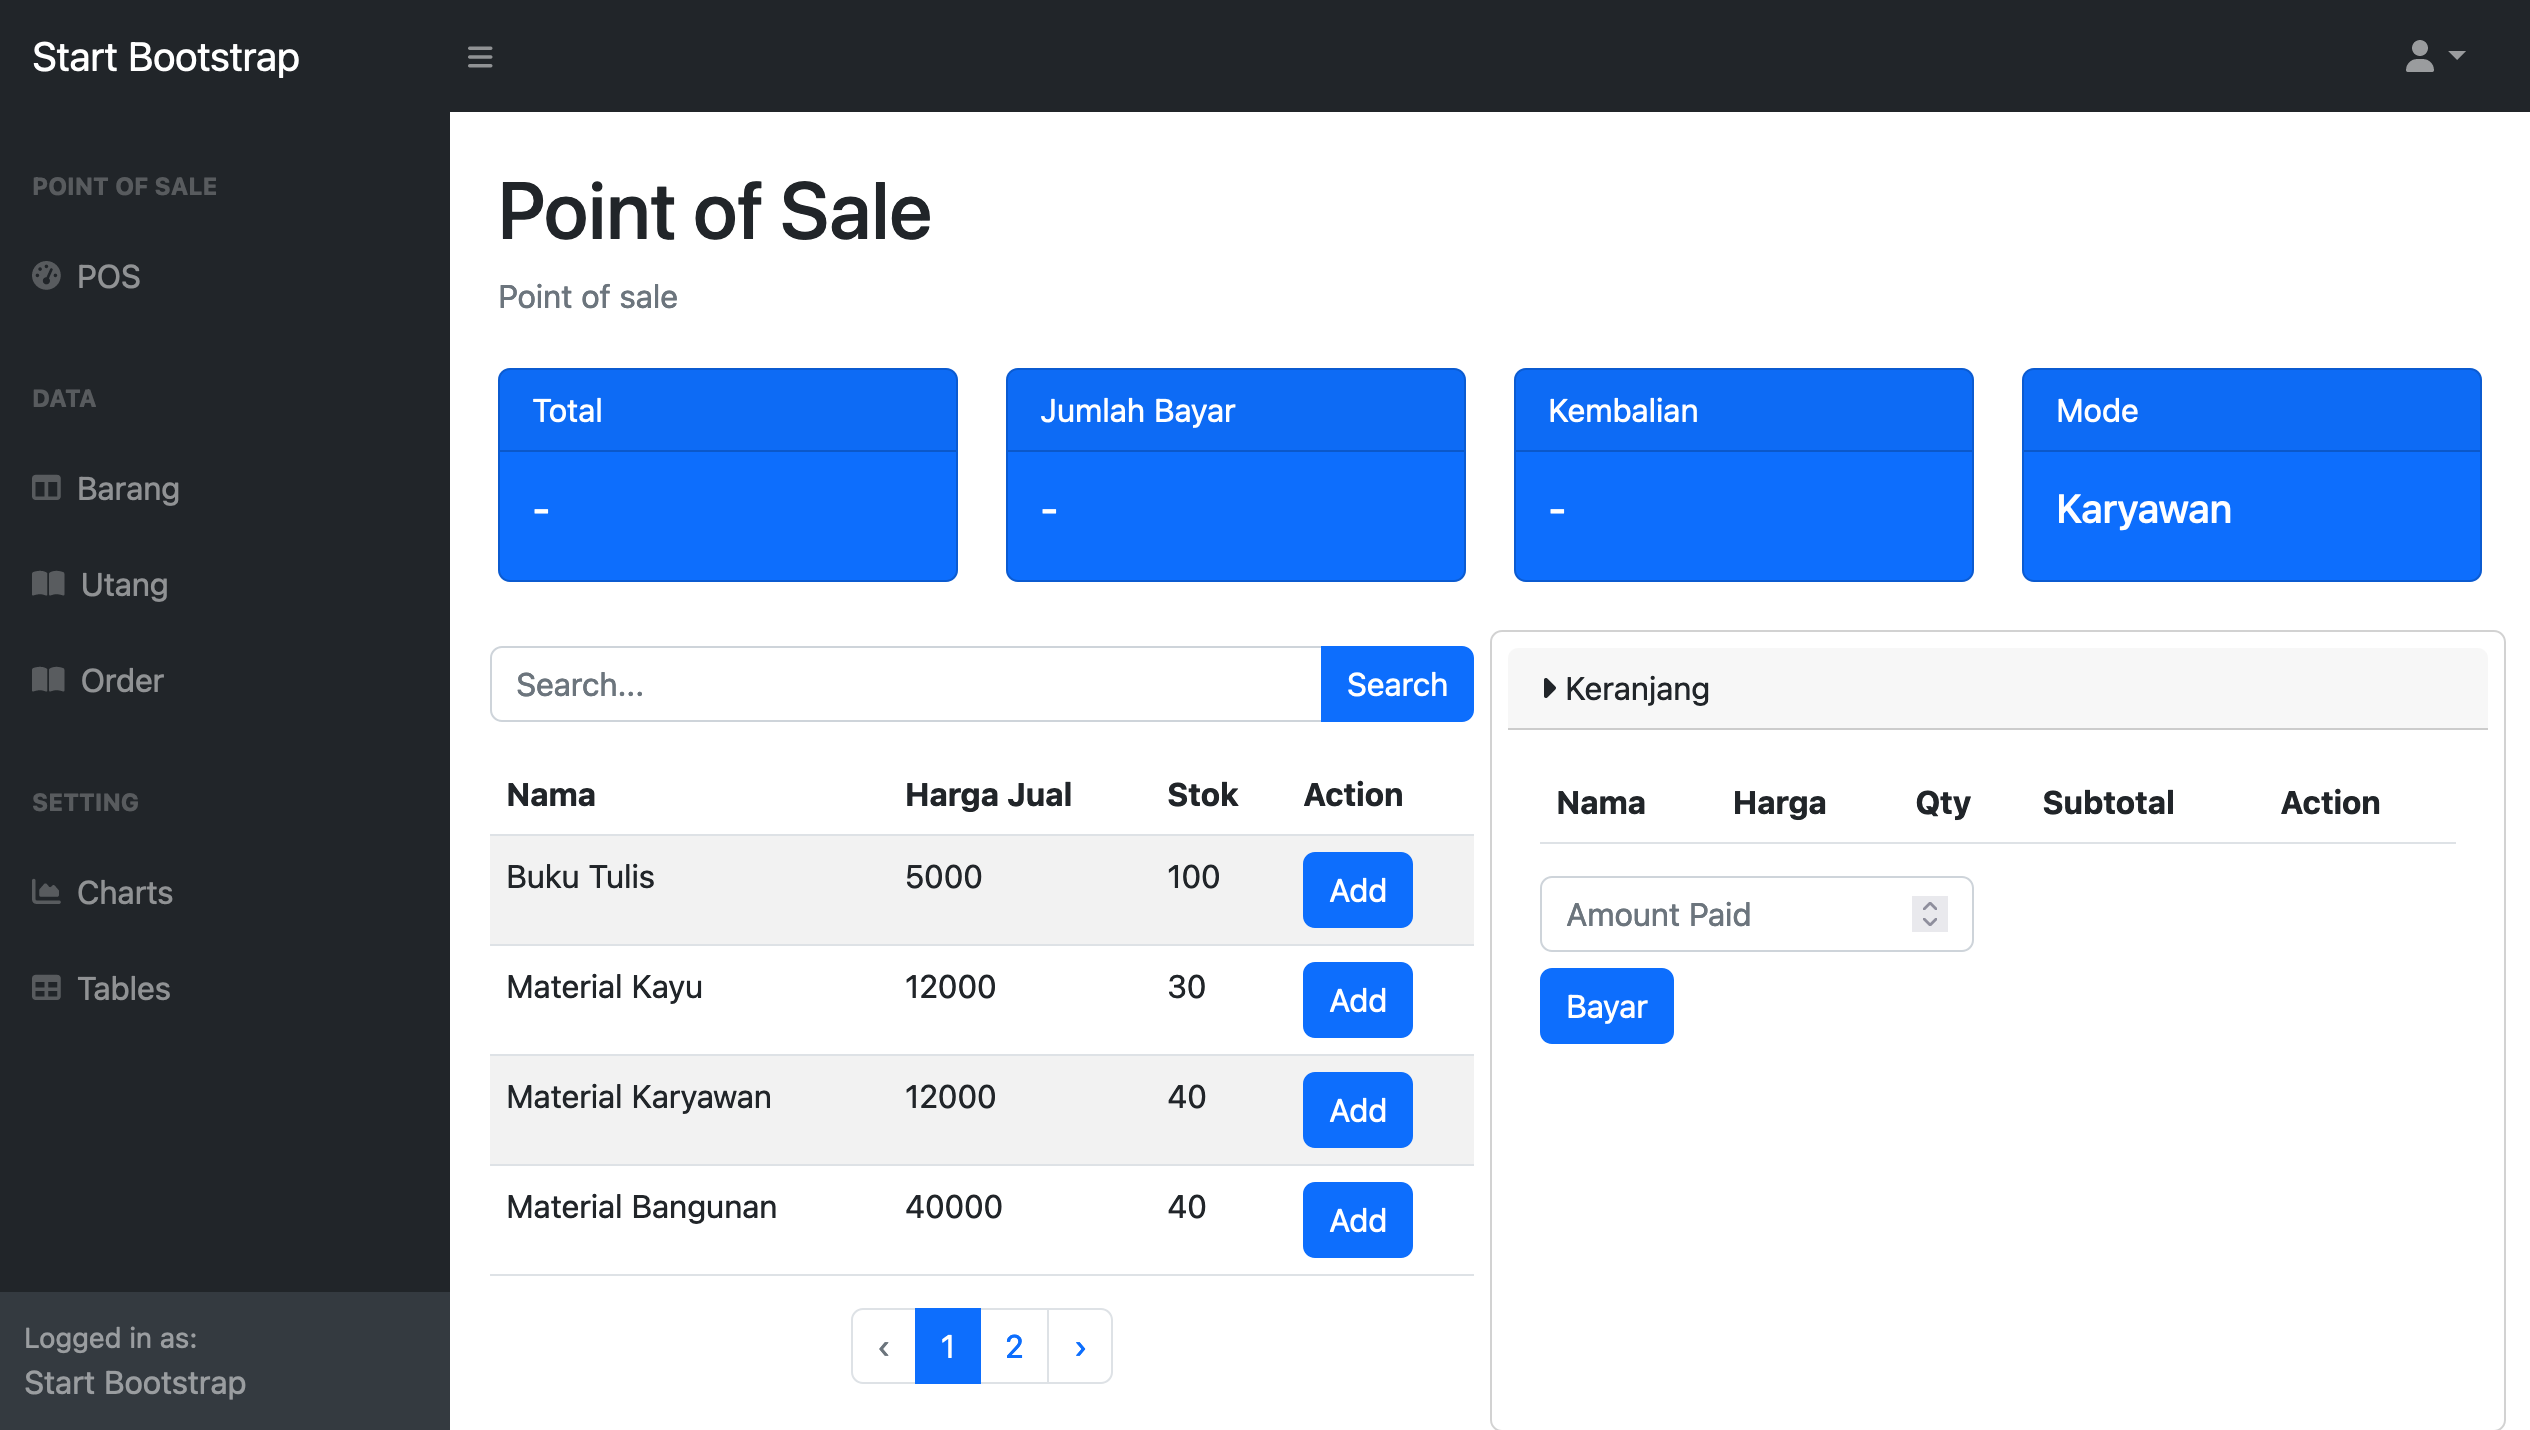 Start Bootstrap
POINT OF SALE
POS
DATA
Barang
Utang
Order
SETTING
Charts
Tables
Logged in as:
Start Bootstrap
Point of Sale
Point of sale
Total
-
Jumlah Bayar
-
Kembalian
-
Mode
Karyawan
Search...
Search
Nama Harga Jual Stok Action
Buku Tulis 5000 100 Add
Material Kayu 12000 30 Add
Material Karyawan 12000 40 Add
Material Bangunan 40000 40 Add
‹ 1 2 ›
Keranjang
Nama Harga Qty Subtotal Action
Amount Paid
Bayar